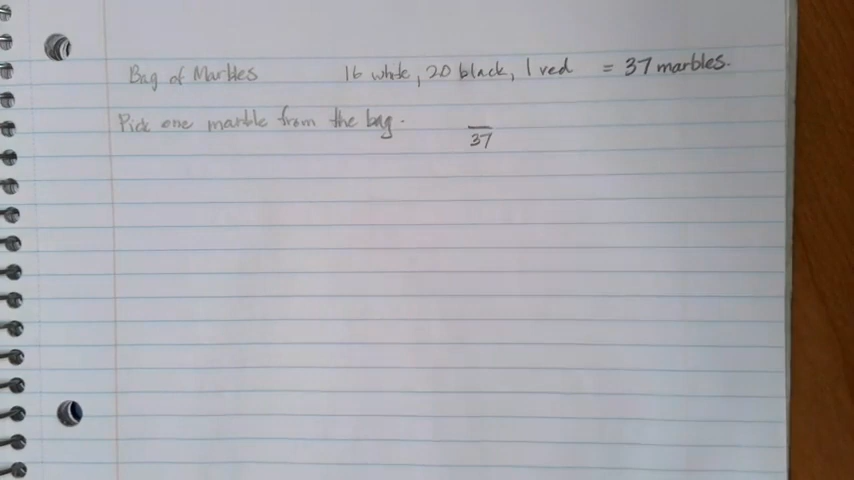 Bag of Marbles 16 white, 20 black, 1 red = 37 marbles.
Pick one marble from the bag. —
37